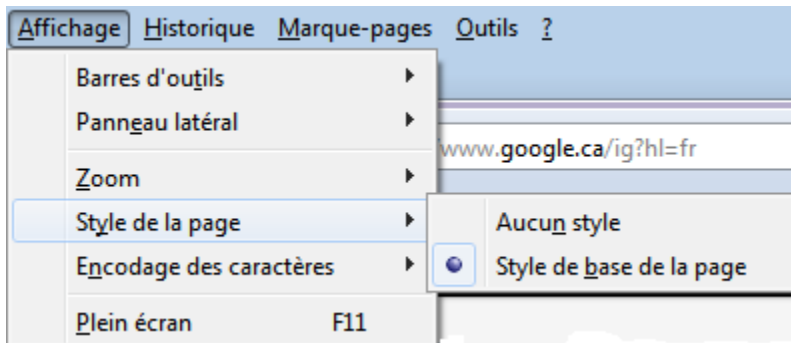 Affichage Historique Marque-pages Outils ?
Barres d'outils
Panneau latéral
www.google.ca/ig?hl=fr
Zoom
Style de la page
Aucun style
Encodage des caractères
Style de base de la page
Plein écran F11